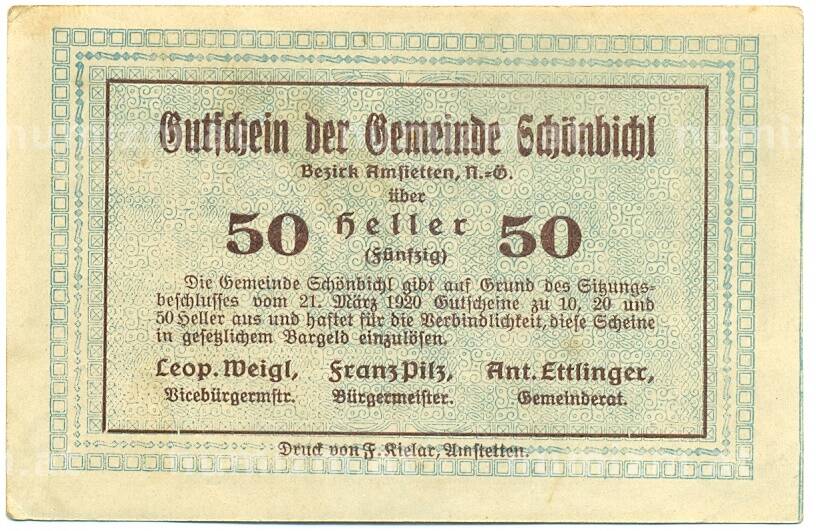 Gutschein der Gemeinde Schönbichl
Bezirk Amstetten, N.-Ö.
über
50 Heller 50
(Fünfzig)
Die Gemeinde Schönbichl gibt auf Grund des Sitzungs-
beschlusses vom 21. März 1920 Gutscheine zu 10, 20 und
50 Heller aus und haftet für die Verbindlichkeit, diese Scheine
in gesetzlichem Bargeld einzulösen.
Leop. Weigl, Franz Pilz, Ant. Ettlinger,
Vicebürgermstr. Bürgermeister. Gemeinderat.
Druck von F. Kielar, Amstetten.